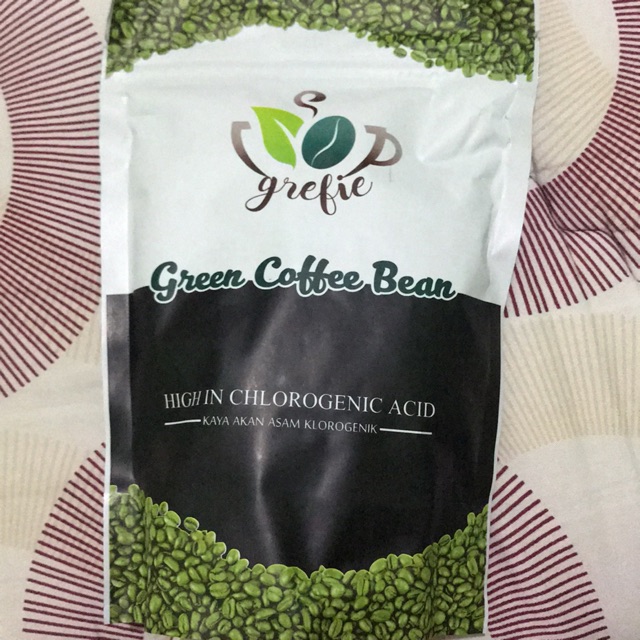 grefie
Green Coffee Bean
HIGH IN CHLOROGENIC ACID
KAYA AKAN ASAM KLOROGENIK